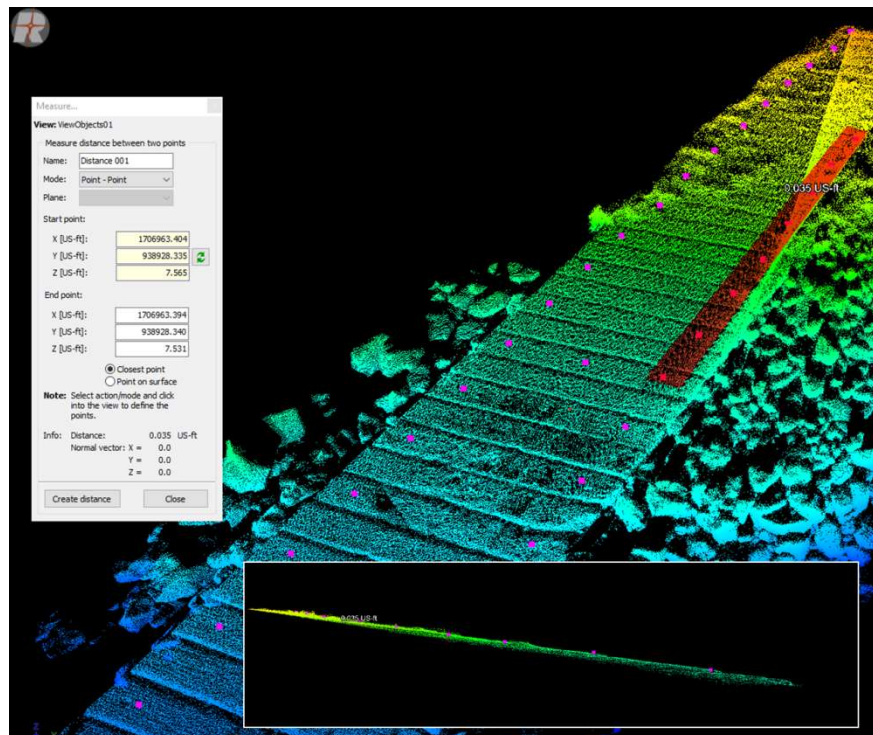 Measure...
View: ViewObjects01
Measure distance between two points
Name: Distance 001
Mode: Point - Point
Plane:
Start point:
X [US-ft]: 1706963.404
Y [US-ft]: 938928.335
Z [US-ft]: 7.565
End point:
X [US-ft]: 1706963.394
Y [US-ft]: 938928.340
Z [US-ft]: 7.531
Closest point
Point on surface
Note: Select action/mode and click
into the view to define the
points.
Info: Distance: 0.035 US-ft
Normal vector: X = 0.0
Y = 0.0
Z = 0.0
Create distance Close
0.035 US-ft
0.035 US-ft